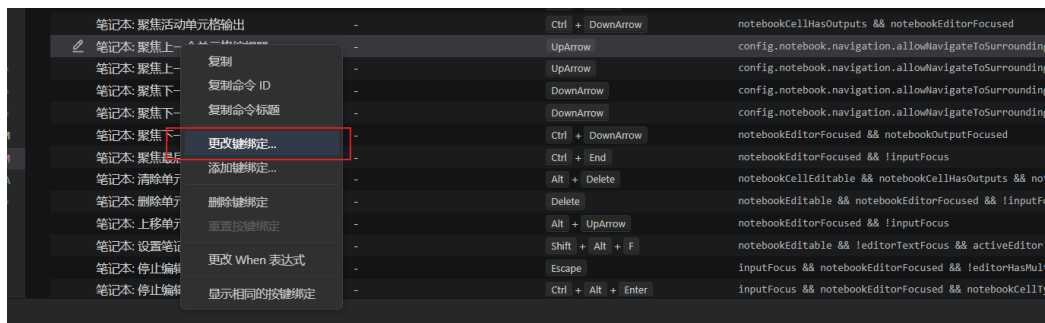 笔记本: 聚焦活动单元格输出 - Ctrl + DownArrow notebookCellHasOutputs && notebookEditorFocused
笔记本: 聚焦上一 - UpArrow config.notebook.navigation.allowNavigateToSurrounding
复制
笔记本: 聚焦上一 - UpArrow config.notebook.navigation.allowNavigateToSurrounding
复制命令 ID
笔记本: 聚焦下一 - DownArrow config.notebook.navigation.allowNavigateToSurrounding
复制命令标题
笔记本: 聚焦下一 - DownArrow config.notebook.navigation.allowNavigateToSurrounding
笔记本: 聚焦下一 - Ctrl + DownArrow notebookEditorFocused && notebookOutputFocused
更改键绑定...
笔记本: 聚焦最后 - Ctrl + End notebookEditorFocused && !inputFocus
添加键绑定...
笔记本: 清除单元 - Alt + Delete notebookCellEditable && notebookCellHasOutputs && no
笔记本: 删除单元 - Delete notebookEditable && notebookEditorFocused && !inputF
删除键绑定
笔记本: 上移单元 - Alt + UpArrow notebookEditorFocused && !inputFocus
重置按键绑定
笔记本: 设置笔记 - Shift + Alt + F notebookEditable && !editorTextFocus && activeEditor
更改 When 表达式
笔记本: 停止编辑 - Escape inputFocus && notebookEditorFocused && !editorHasMul
笔记本: 停止编辑 - Ctrl + Alt + Enter inputFocus && notebookEditorFocused && notebookCellTy
显示相同的按键绑定